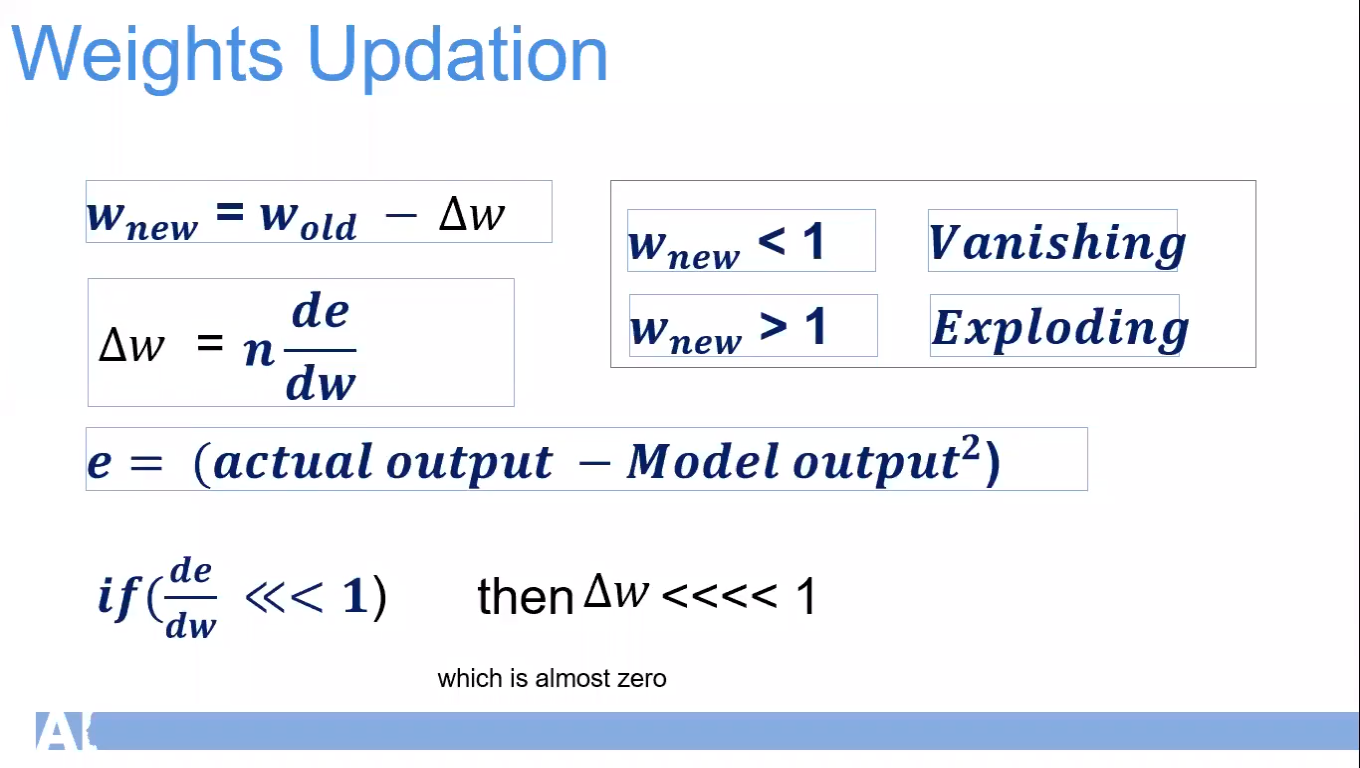 Weights Updation
w_new = w_old − Δw
Δw = n de/dw
e = (actual output − Model output²)
w_new < 1 Vanishing
w_new > 1 Exploding
if(de/dw <<< 1) then Δw <<<< 1
which is almost zero